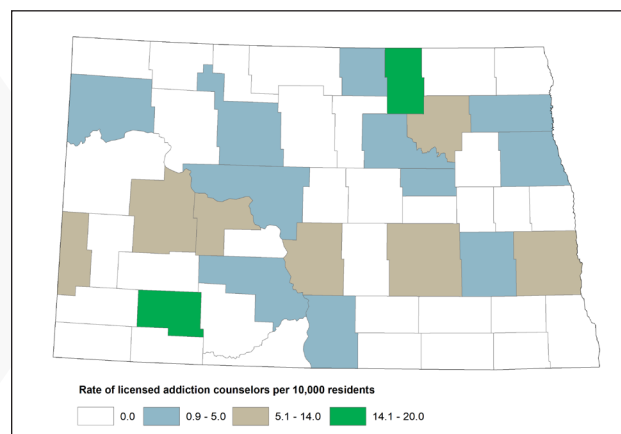 Rate of licensed addiction counselors per 10,000 residents
0.0 0.9 - 5.0 5.1 - 14.0 14.1 - 20.0